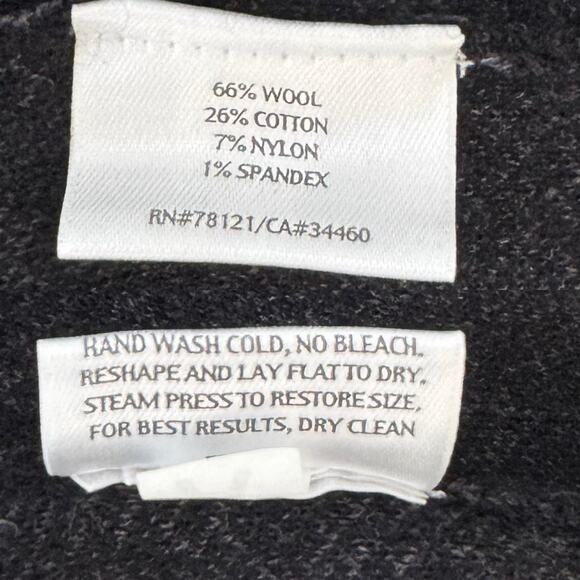 66% WOOL
26% COTTON
7% NYLON
1% SPANDEX
RN#78121/CA#34460
HAND WASH COLD, NO BLEACH.
RESHAPE AND LAY FLAT TO DRY.
STEAM PRESS TO RESTORE SIZE.
FOR BEST RESULTS, DRY CLEAN